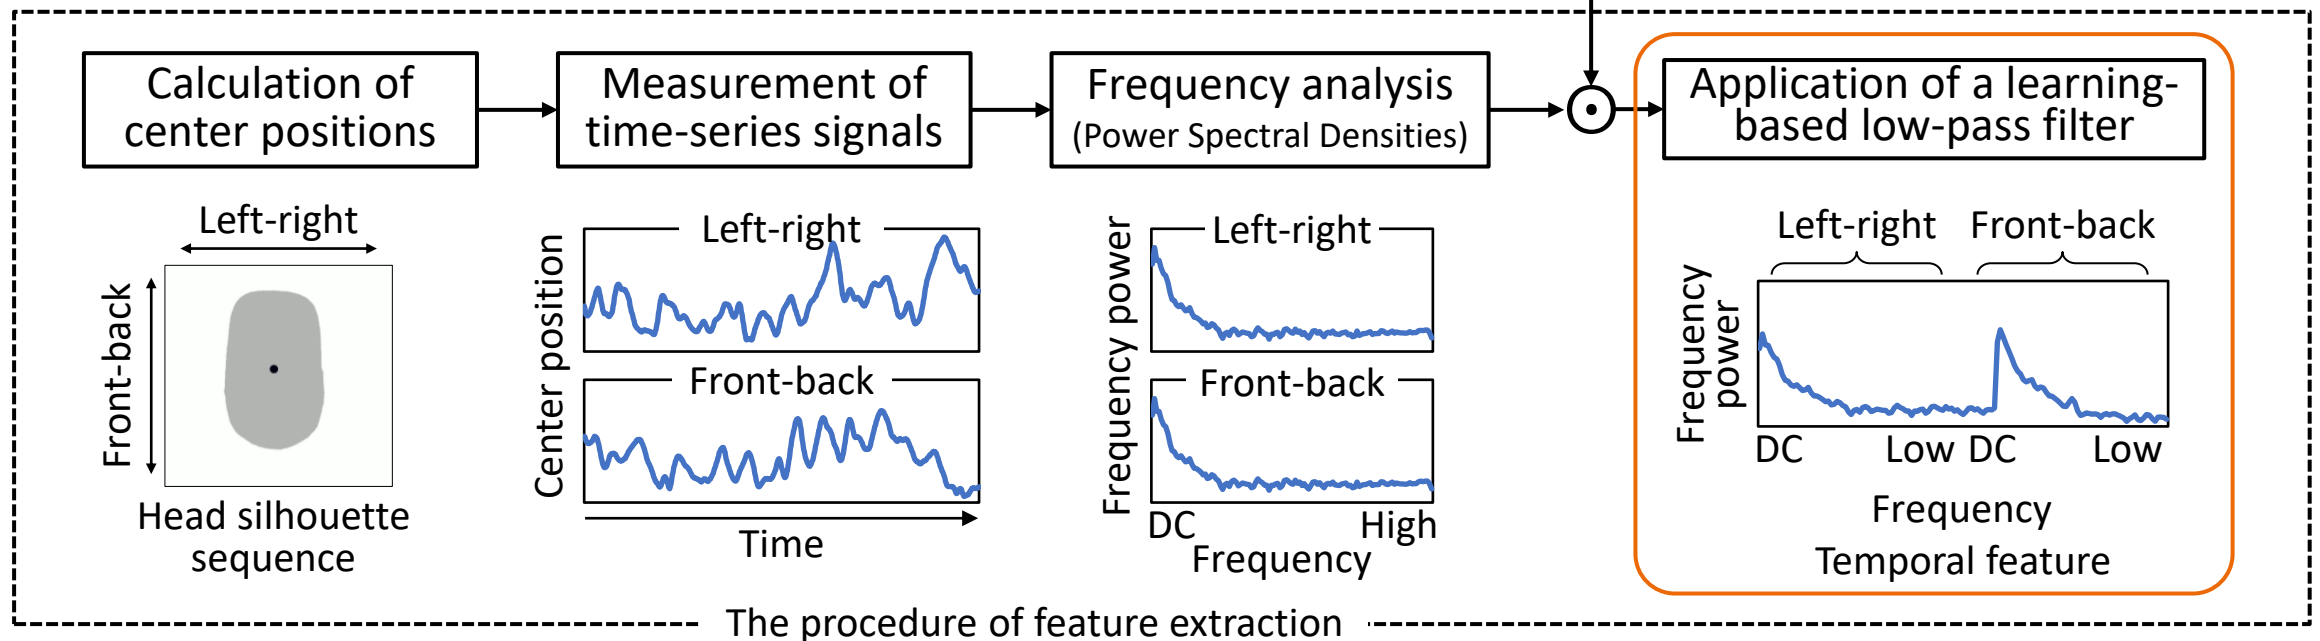 Calculation of
center positions
Measurement of
time-series signals
Frequency analysis
(Power Spectral Densities)
Application of a learning-
based low-pass filter
Left-right
Front-back
Head silhouette
sequence
Center position
Left-right
Front-back
Time
Frequency power
Left-right
Front-back
DC
High
Frequency
Left-right
Front-back
Frequency
power
DC
Low
DC
Low
Frequency
Temporal feature
The procedure of feature extraction